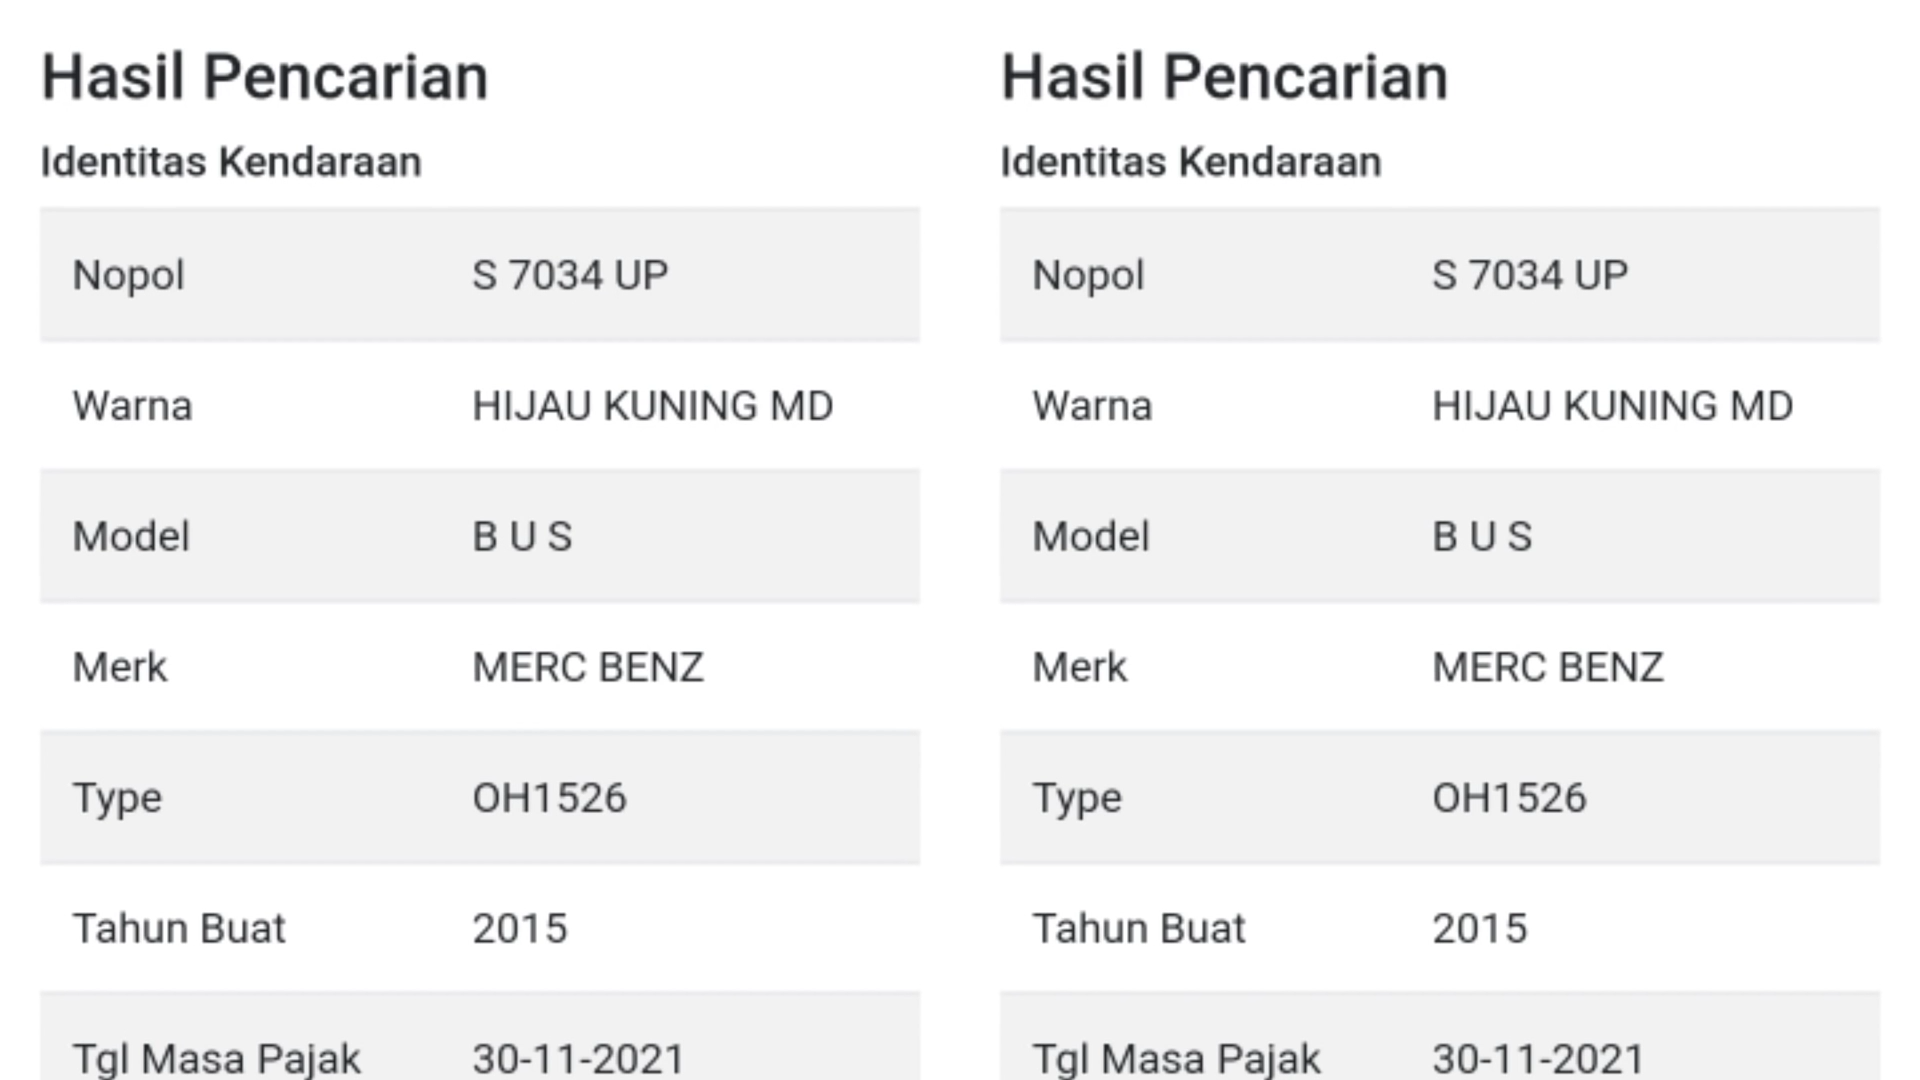 Hasil Pencarian
Identitas Kendaraan
Nopol S 7034 UP
Warna HIJAU KUNING MD
Model B U S
Merk MERC BENZ
Type OH1526
Tahun Buat 2015
Tgl Masa Pajak 30-11-2021
Hasil Pencarian
Identitas Kendaraan
Nopol S 7034 UP
Warna HIJAU KUNING MD
Model B U S
Merk MERC BENZ
Type OH1526
Tahun Buat 2015
Tgl Masa Pajak 30-11-2021